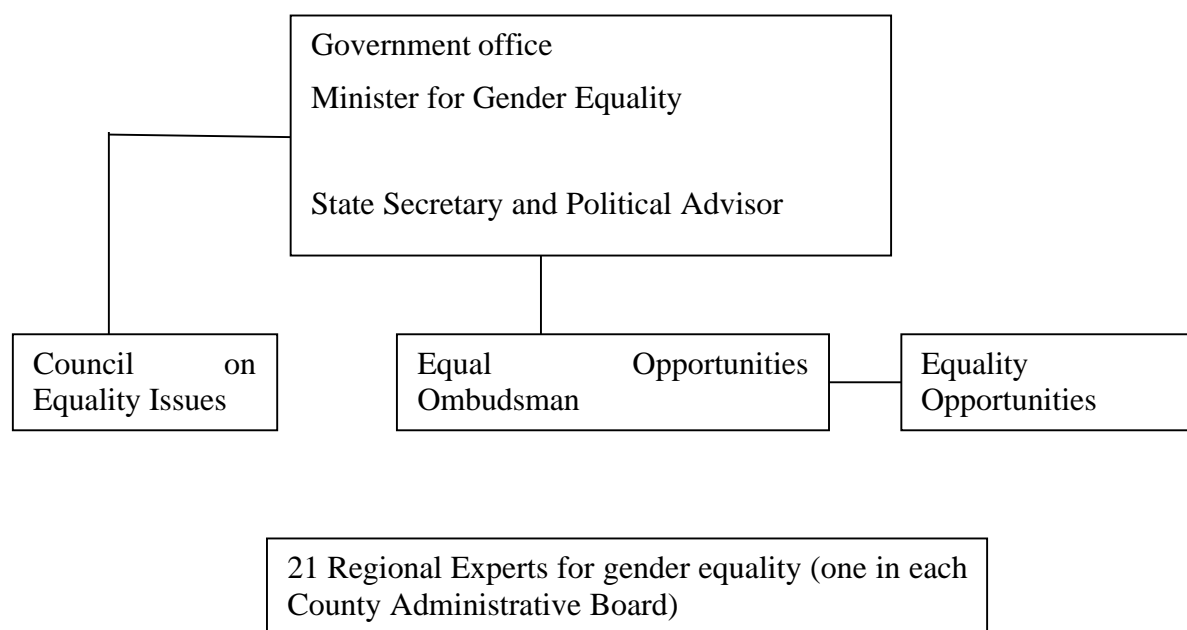 Government office
Minister for Gender Equality
State Secretary and Political Advisor
Council on
Equality Issues
Equal Opportunities
Ombudsman
Equality
Opportunities
21 Regional Experts for gender equality (one in each
County Administrative Board)